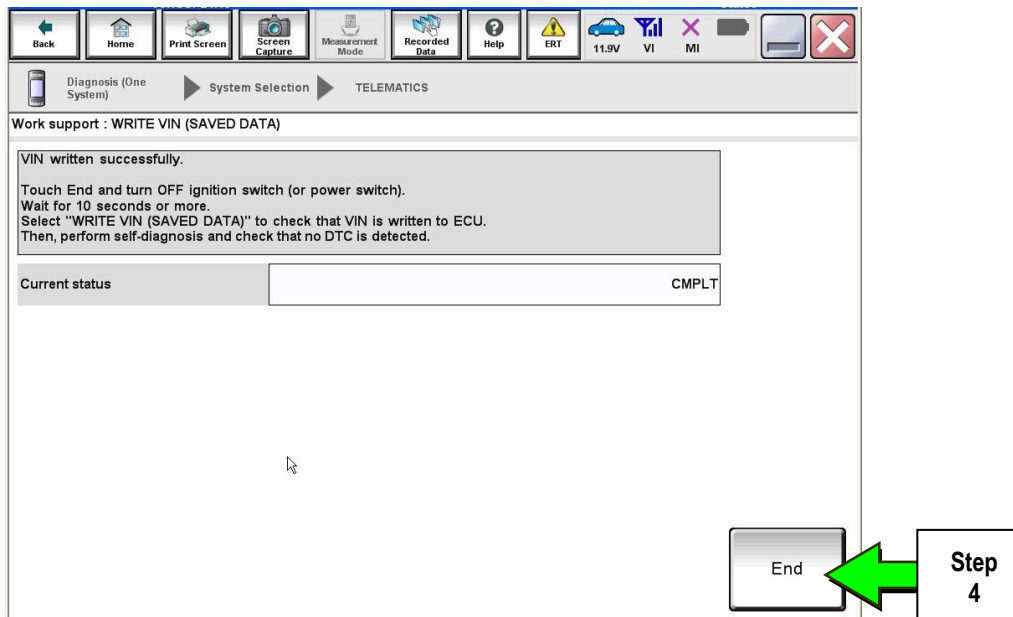 Back
Home
Print Screen
Screen
Capture
Measurement
Mode
Recorded
Data
Help
ERT
11.9V
VI
MI
Diagnosis (One
System)
System Selection
TELEMATICS
Work support : WRITE VIN (SAVED DATA)
VIN written successfully.
Touch End and turn OFF ignition switch (or power switch).
Wait for 10 seconds or more.
Select "WRITE VIN (SAVED DATA)" to check that VIN is written to ECU.
Then, perform self-diagnosis and check that no DTC is detected.
Current status
CMPLT
End
Step
4